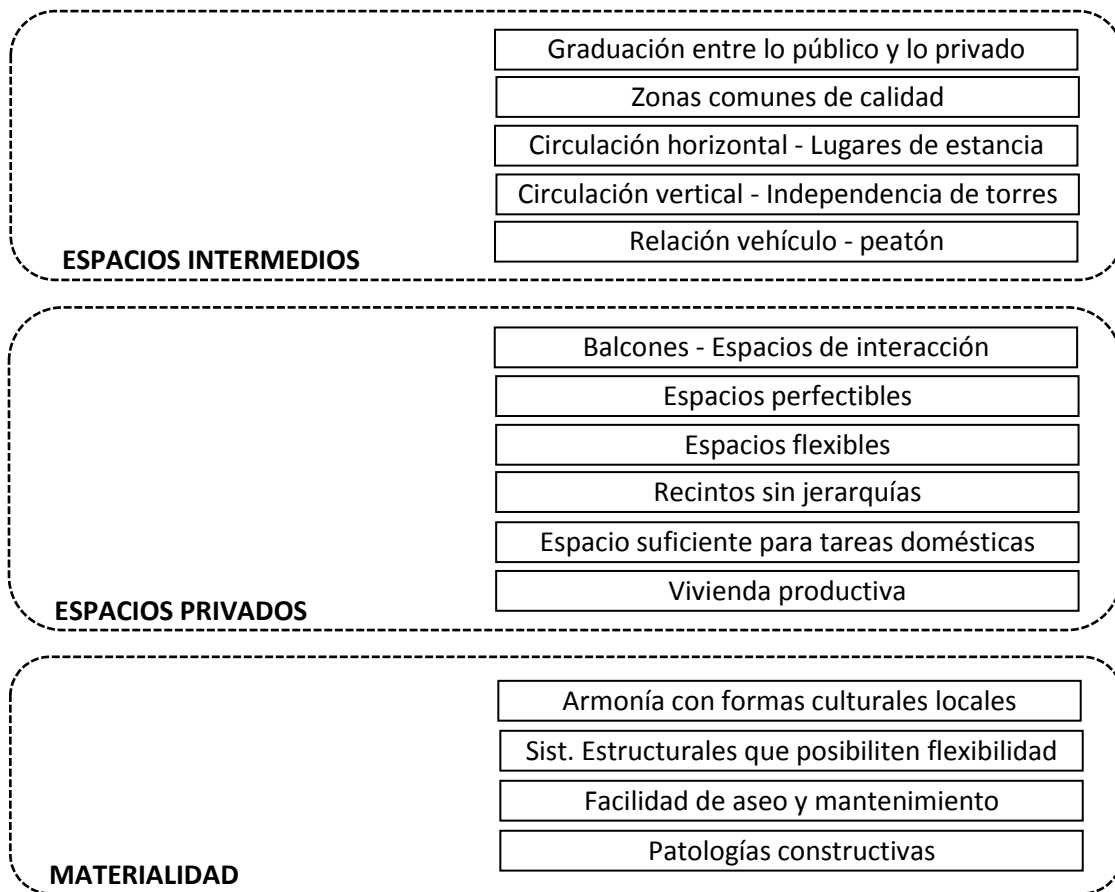 Graduación entre lo público y lo privado
Zonas comunes de calidad
Circulación horizontal - Lugares de estancia
Circulación vertical - Independencia de torres
Relación vehículo - peatón
ESPACIOS INTERMEDIOS
Balcones - Espacios de interacción
Espacios perfectibles
Espacios flexibles
Recintos sin jerarquías
Espacio suficiente para tareas domésticas
Vivienda productiva
ESPACIOS PRIVADOS
Armonía con formas culturales locales
Sist. Estructurales que posibiliten flexibilidad
Facilidad de aseo y mantenimiento
Patologías constructivas
MATERIALIDAD